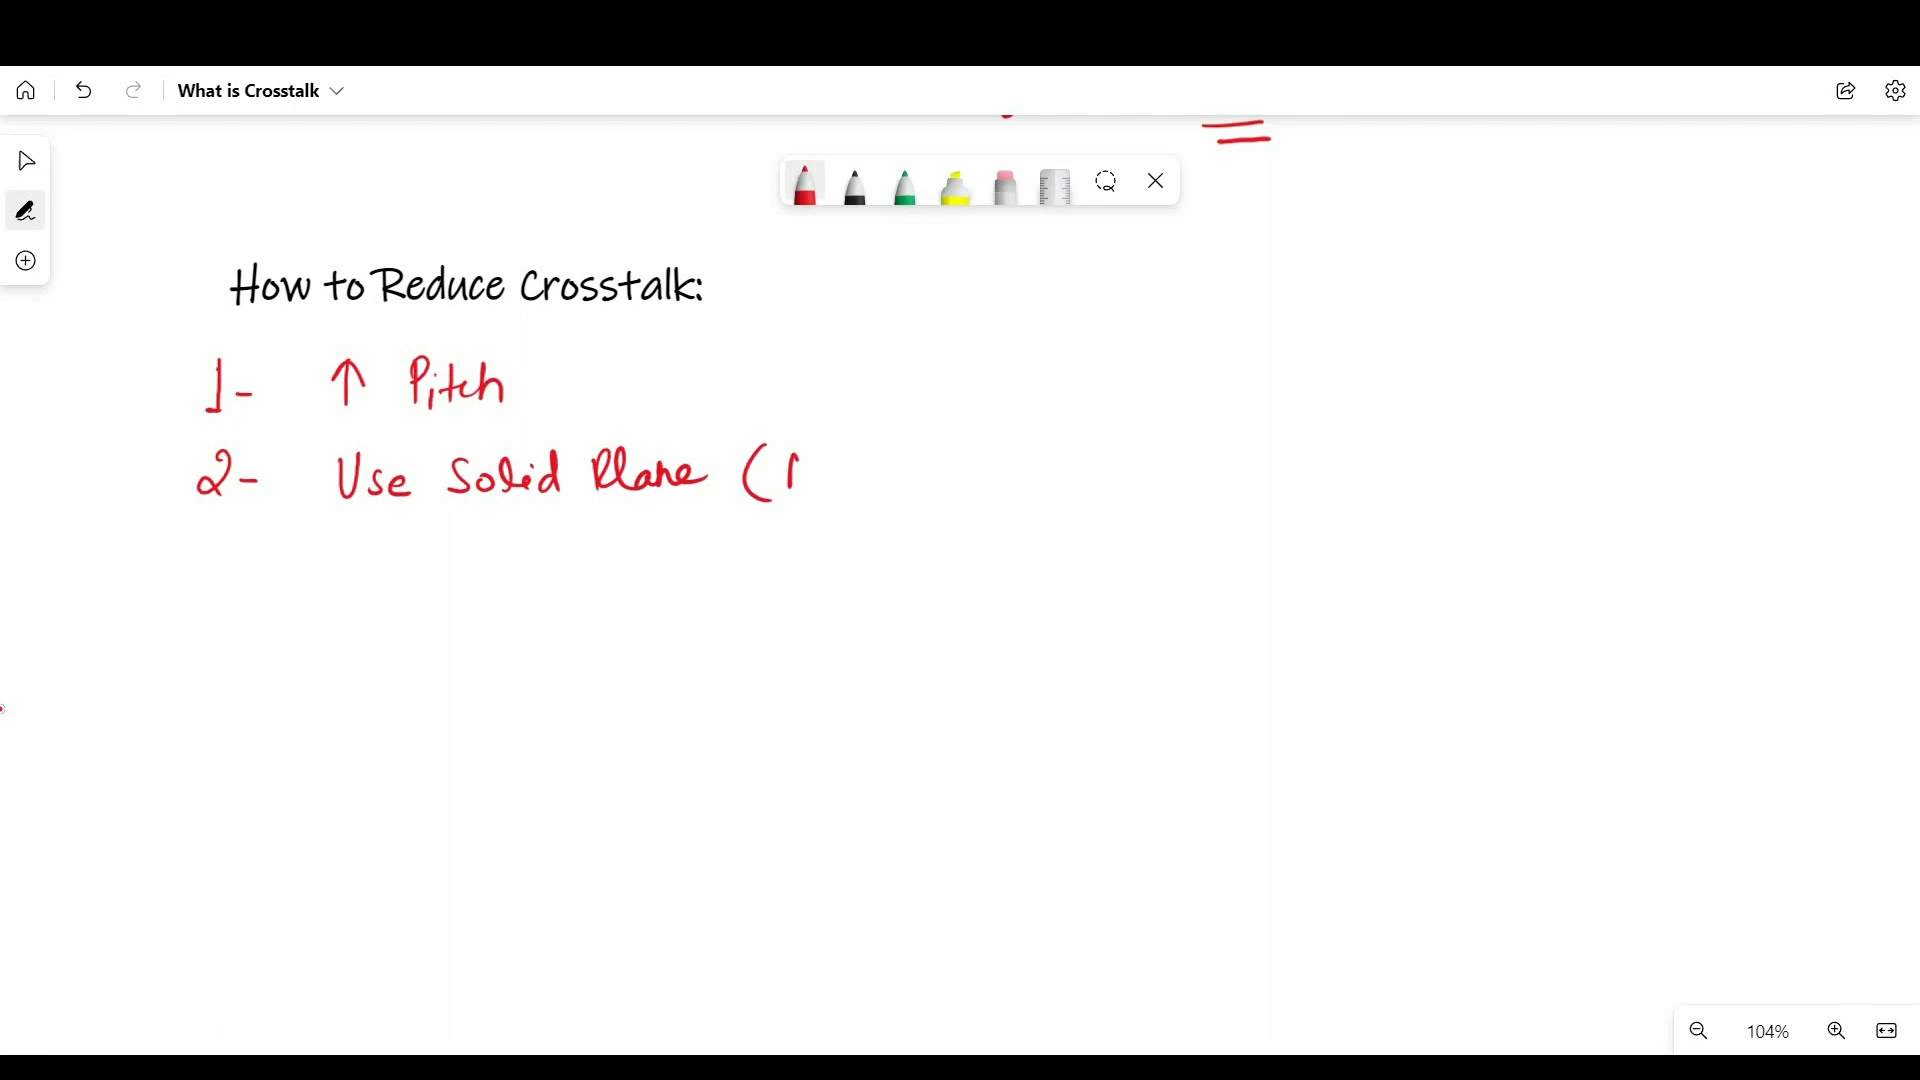 What is Crosstalk
How to Reduce Crosstalk:
1- ↑ Pitch
2- Use Solid Plane (
104%